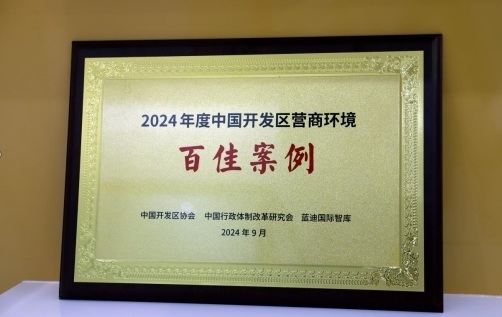 2024年度中国开发区营商环境
百佳案例
中国开发区协会 中国行政体制改革研究会 蓝迪国际智库
2024年9月